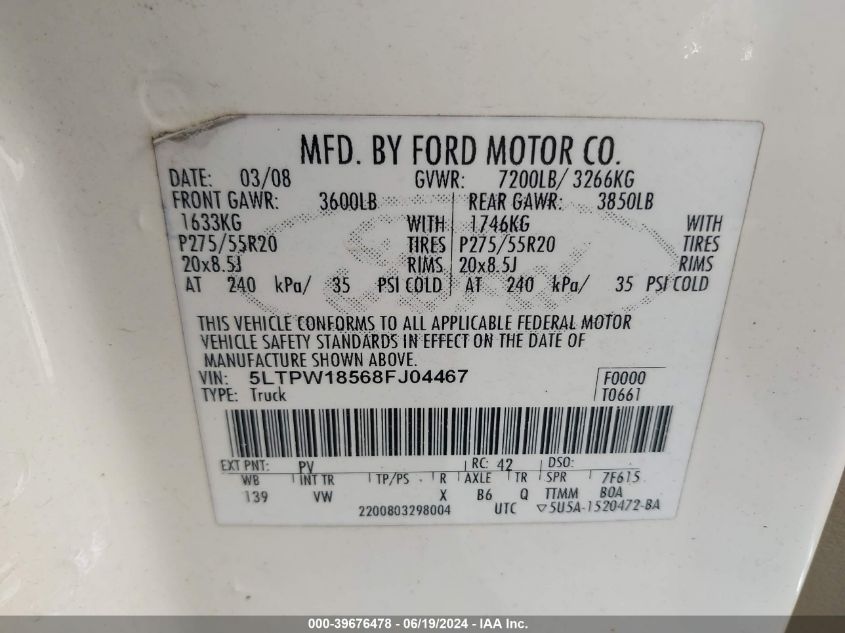 MFD. BY FORD MOTOR CO.
DATE: 03/08 GVWR: 7200LB/ 3266KG
FRONT GAWR: 3600LB REAR GAWR: 3850LB
1633KG WITH 1746KG WITH
P275/55R20 TIRES P275/55R20 TIRES
20x8.5J RIMS 20x8.5J RIMS
AT 240 kPa/ 35 PSI COLD AT 240 kPa/ 35 PSI COLD
THIS VEHICLE CONFORMS TO ALL APPLICABLE FEDERAL MOTOR
VEHICLE SAFETY STANDARDS IN EFFECT ON THE DATE OF
MANUFACTURE SHOWN ABOVE.
VIN: 5LTPW18568FJ04467 F0000
TYPE: Truck T0661
EXT PNT: PV RC: 42 DSO:
WB INT TR TP/PS R AXLE TR SPR 7F615
139 VW X B6 Q TTMM BOA
2200803298004 UTC ▽5U5A-1520472-BA
000-39676478 - 06/19/2024 - IAA Inc.